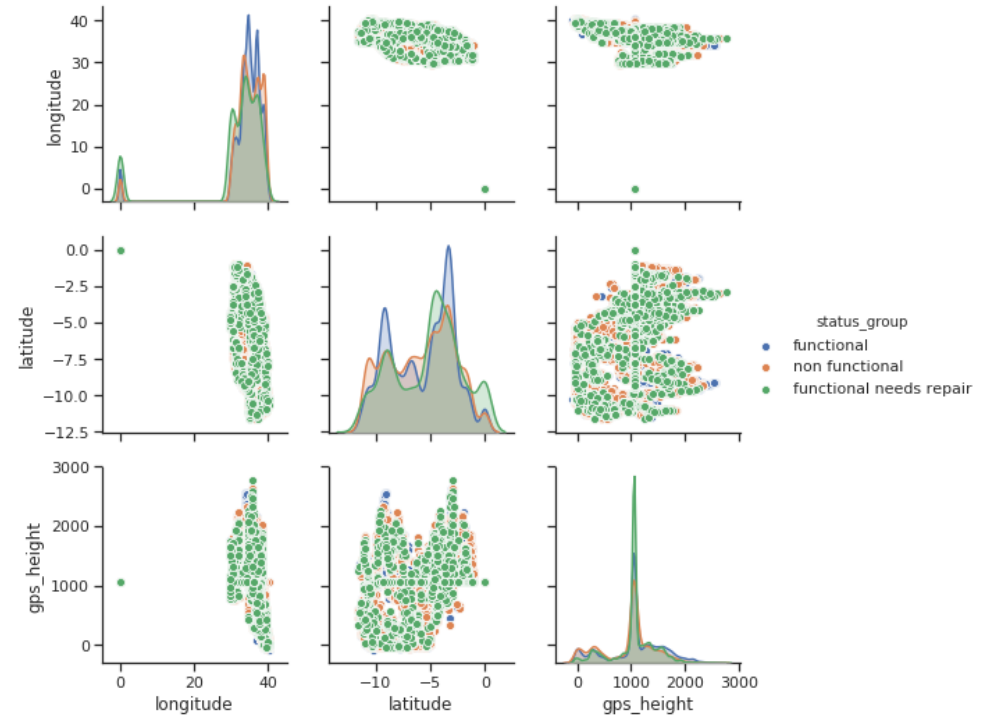 40
30
20
10
0
longitude
0.0
−2.5
−5.0
−7.5
−10.0
−12.5
latitude
status_group
functional
non functional
functional needs repair
3000
2000
1000
0
gps_height
0 40
longitude
−10 −5 0
latitude
0 1000 2000 3000
gps_height